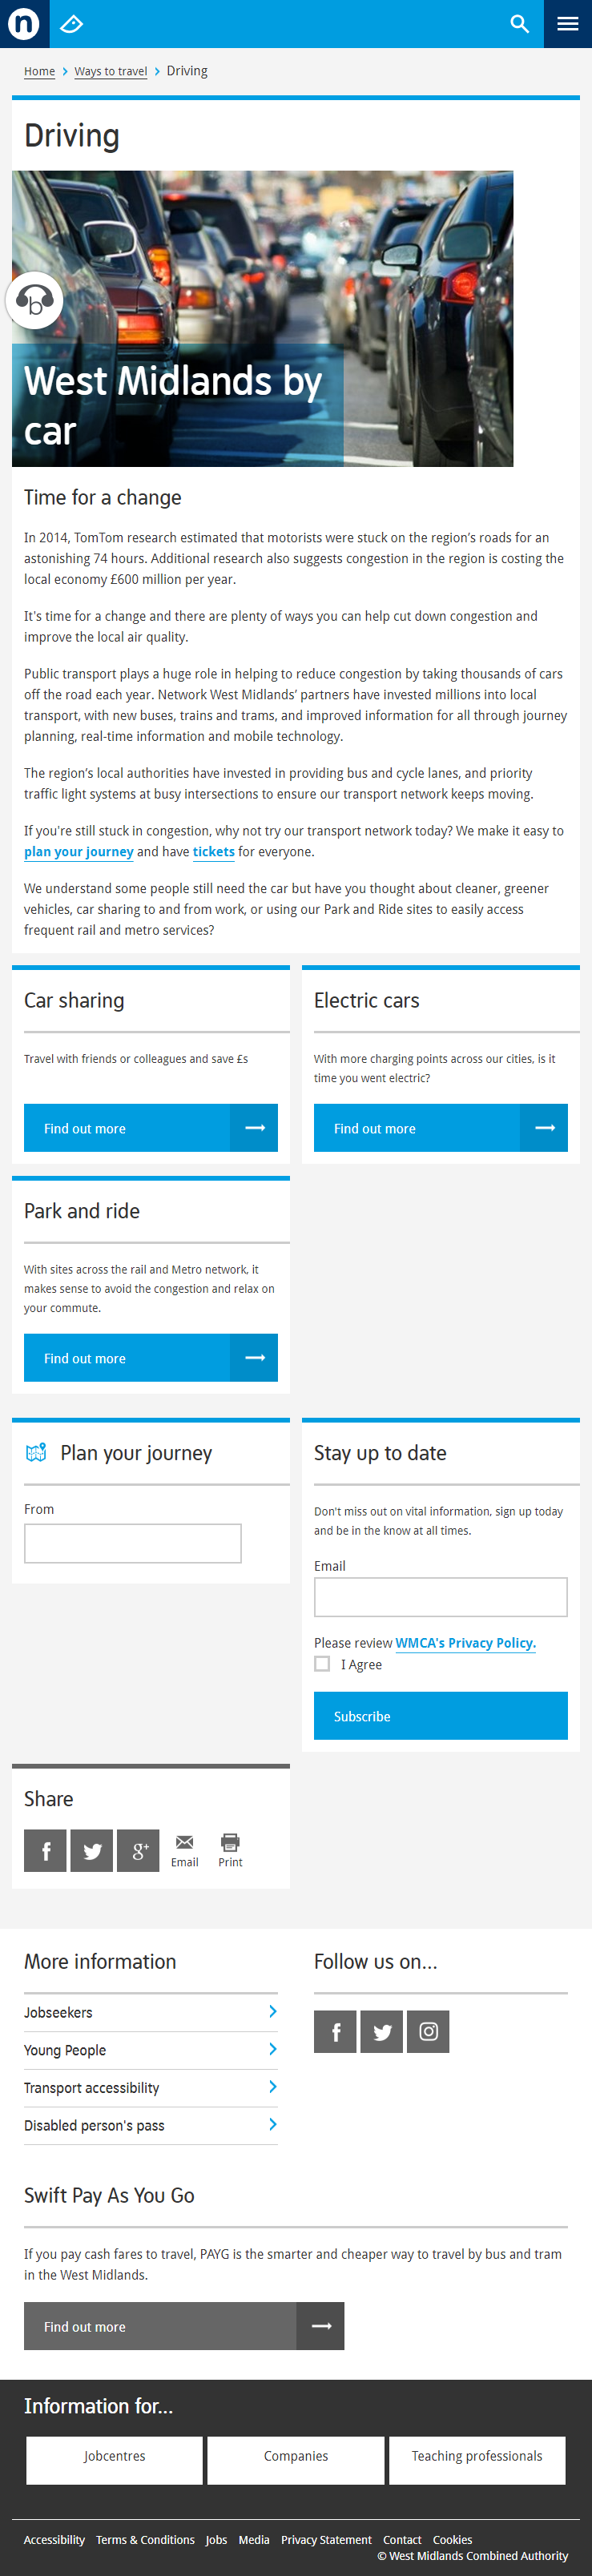 n
Home Ways to travel Driving
Driving
b
West Midlands by
car
Time for a change
In 2014, TomTom research estimated that motorists were stuck on the region’s roads for an
astonishing 74 hours. Additional research also suggests congestion in the region is costing the
local economy £600 million per year.
It's time for a change and there are plenty of ways you can help cut down congestion and
improve the local air quality.
Public transport plays a huge role in helping to reduce congestion by taking thousands of cars
off the road each year. Network West Midlands’ partners have invested millions into local
transport, with new buses, trains and trams, and improved information for all through journey
planning, real-time information and mobile technology.
The region’s local authorities have invested in providing bus and cycle lanes, and priority
traffic light systems at busy intersections to ensure our transport network keeps moving.
If you're still stuck in congestion, why not try our transport network today? We make it easy to
plan your journey and have tickets for everyone.
We understand some people still need the car but have you thought about cleaner, greener
vehicles, car sharing to and from work, or using our Park and Ride sites to easily access
frequent rail and metro services?
Car sharing
Travel with friends or colleagues and save £s
Find out more
Electric cars
With more charging points across our cities, is it
time you went electric?
Find out more
Park and ride
With sites across the rail and Metro network, it
makes sense to avoid the congestion and relax on
your commute.
Find out more
Plan your journey
From
Stay up to date
Don't miss out on vital information, sign up today
and be in the know at all times.
Email
Please review WMCA's Privacy Policy.
I Agree
Subscribe
Share
f g+ Email Print
More information
Jobseekers
Young People
Transport accessibility
Disabled person's pass
Follow us on...
f
Swift Pay As You Go
If you pay cash fares to travel, PAYG is the smarter and cheaper way to travel by bus and tram
in the West Midlands.
Find out more
Information for...
Jobcentres Companies Teaching professionals
Accessibility Terms & Conditions Jobs Media Privacy Statement Contact Cookies
© West Midlands Combined Authority